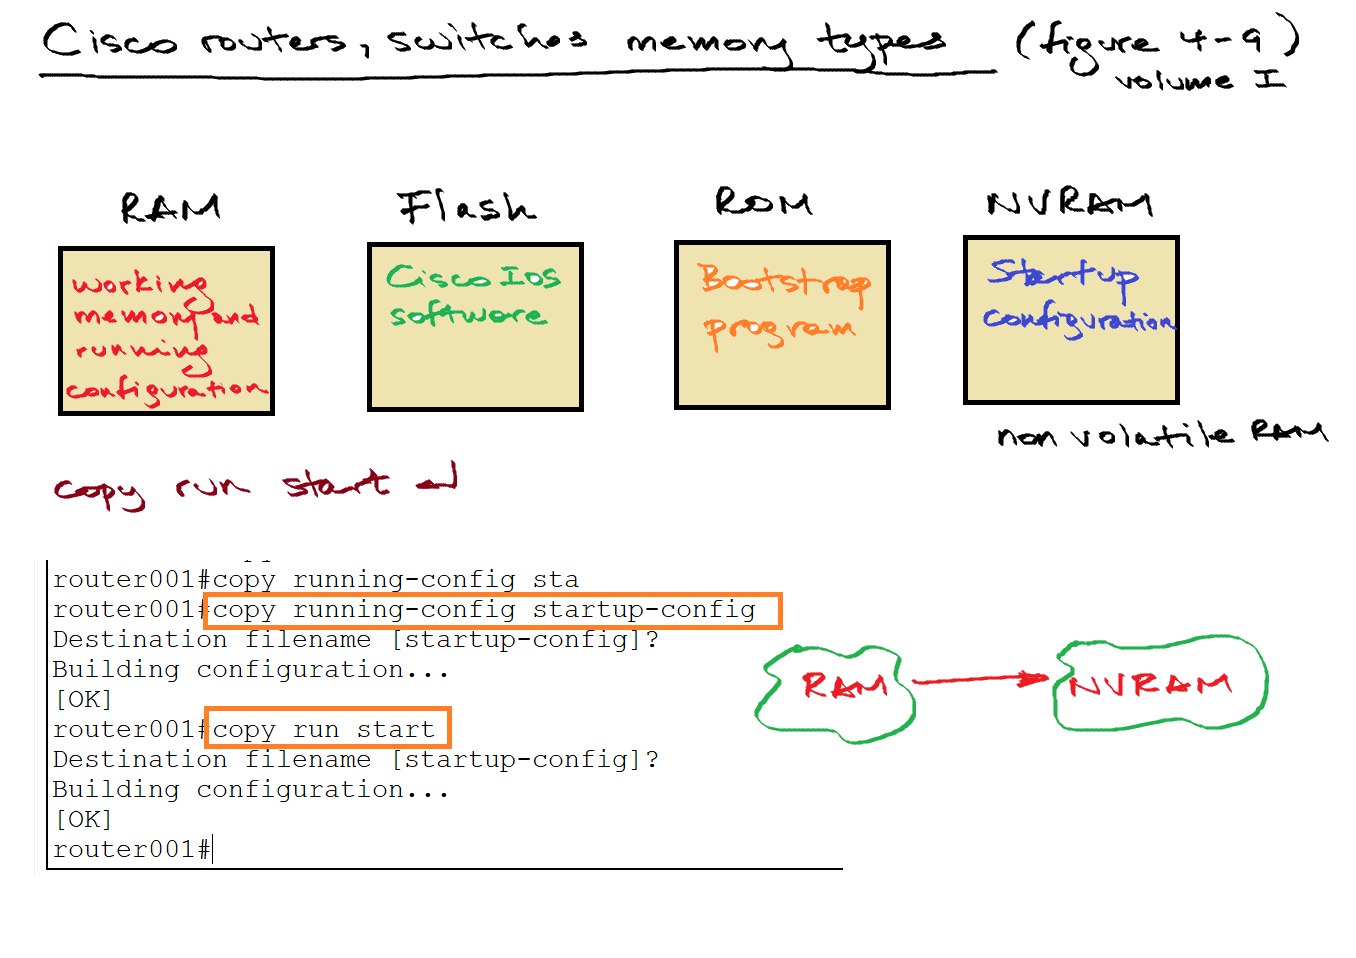 Cisco routers, switches memory types (figure 4-9)
volume I
RAM
Flash
ROM
NVRAM
working
memory and
running
configuration
Cisco IOS
software
Bootstrap
program
Startup
configuration
non volatile RAM
copy run start
router001#copy running-config sta
router001#copy running-config startup-config
Destination filename [startup-config]?
Building configuration...
[OK]
router001#copy run start
Destination filename [startup-config]?
Building configuration...
[OK]
router001#
RAM
NVRAM